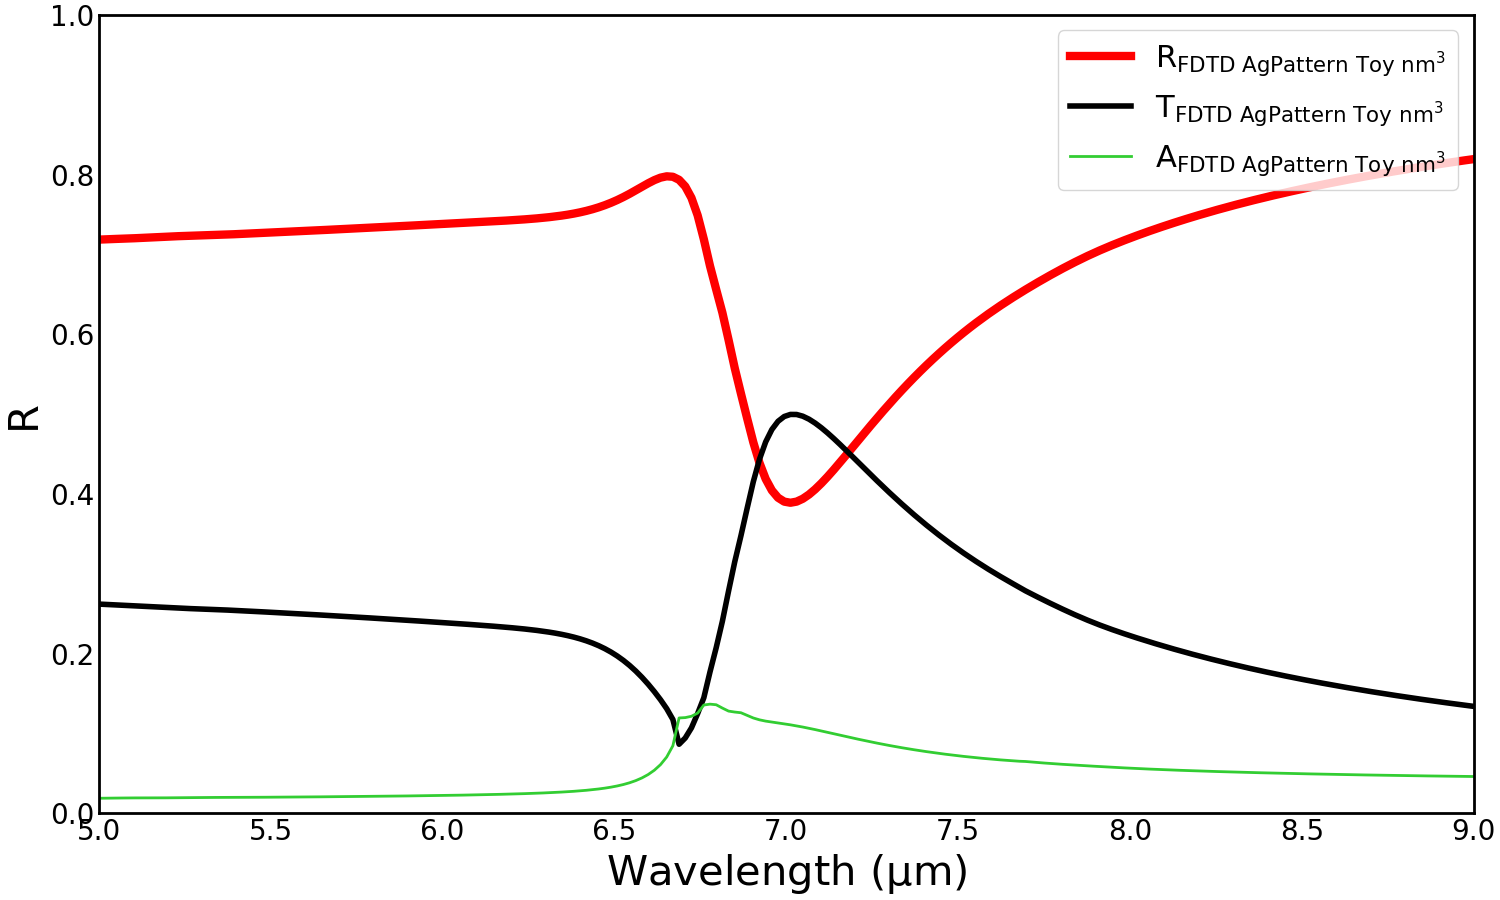 1.0
0.8
0.6
0.4
0.2
0.0
R
R_FDTD AgPattern Toy nm³
T_FDTD AgPattern Toy nm³
A_FDTD AgPattern Toy nm³
5.0 5.5 6.0 6.5 7.0 7.5 8.0 8.5 9.0
Wavelength (μm)